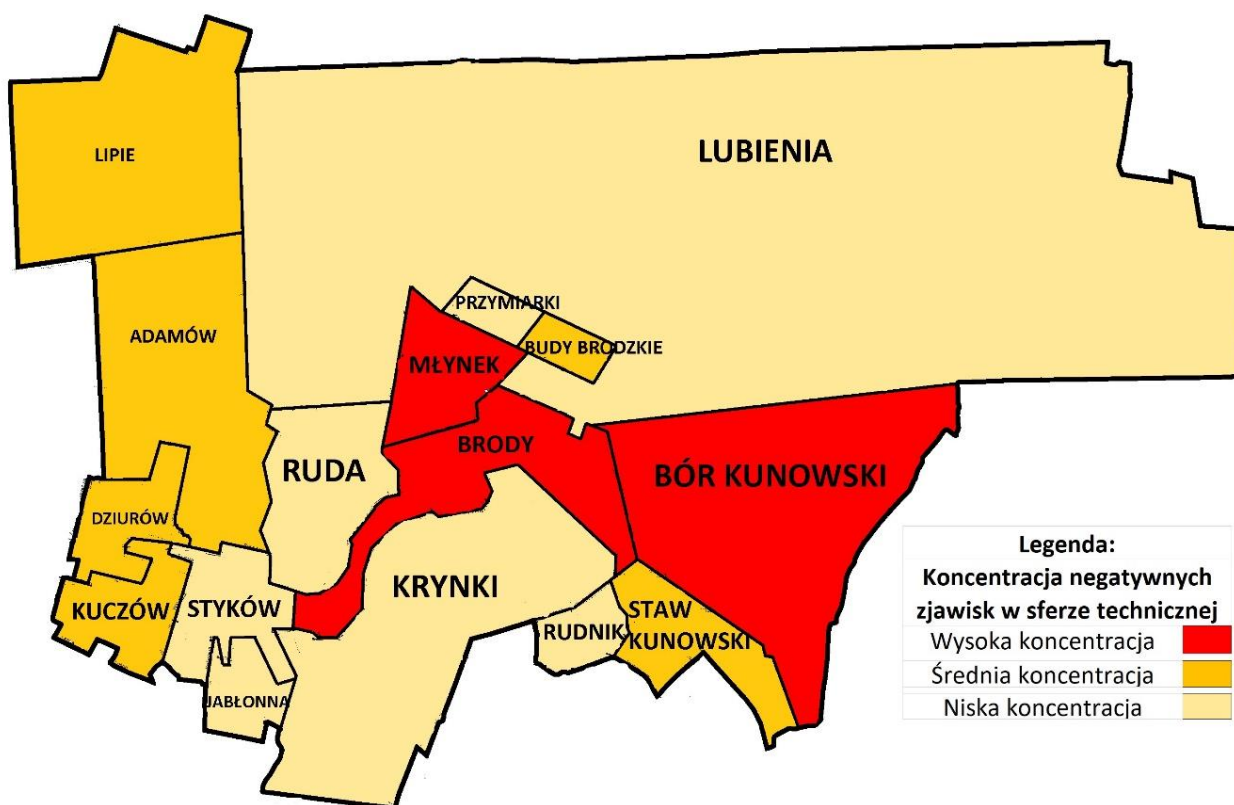 LIPIE
LUBIENIA
PRZYMIARKI
ADAMÓW
BUDY BRODZKIE
MŁYNEK
BRODY
RUDA
BÓR KUNOWSKI
DZIURÓW
KRYNKI
KUCZÓW
STYKÓW
STAW
KUNOWSKI
RUDNIK
JABŁONNA
Legenda:
Koncentracja negatywnych
zjawisk w sferze technicznej
Wysoka koncentracja
Średnia koncentracja
Niska koncentracja